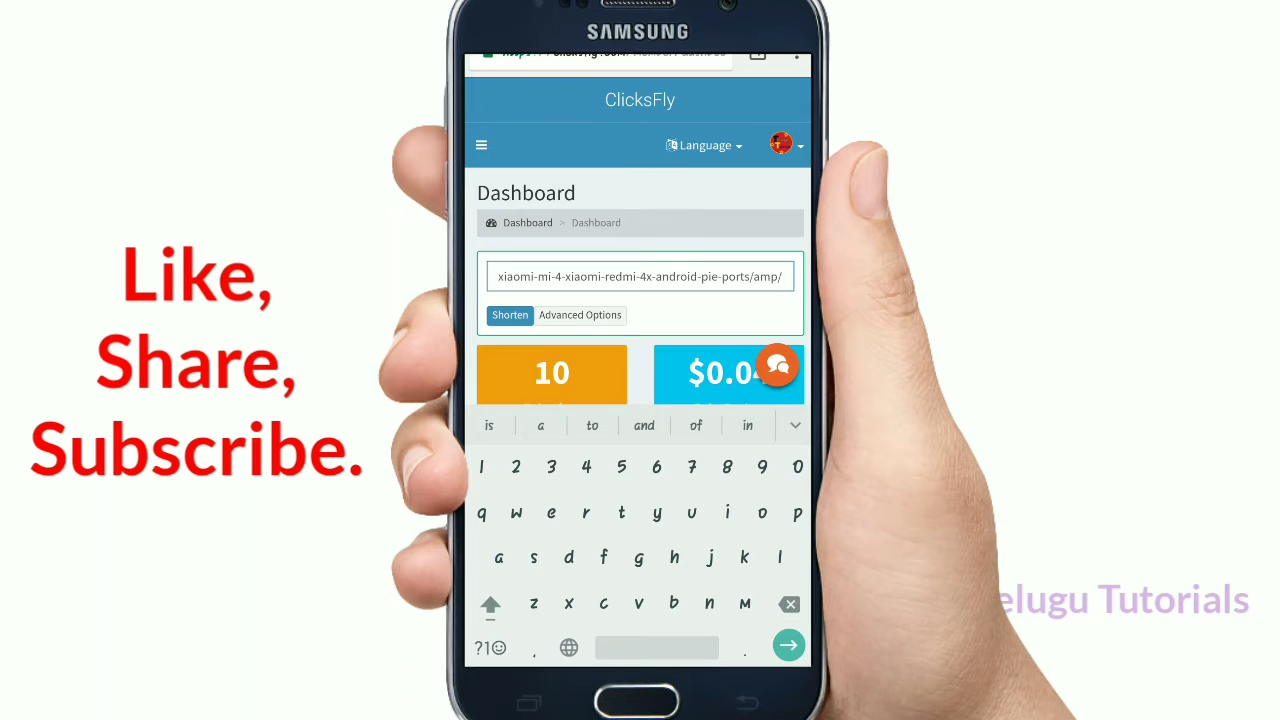 SAMSUNG
ClicksFly
Language
Dashboard
Dashboard > Dashboard
xiaomi-mi-4-xiaomi-redmi-4x-android-pie-ports/amp/
Shorten
Advanced Options
10
$0.04
Like,
Share,
Subscribe.
is a to and of in
1 2 3 4 5 6 7 8 9 0
q w e r t y u i o p
a s d f g h j k l
z x c v b n m
?1☺ , .
elugu Tutorials